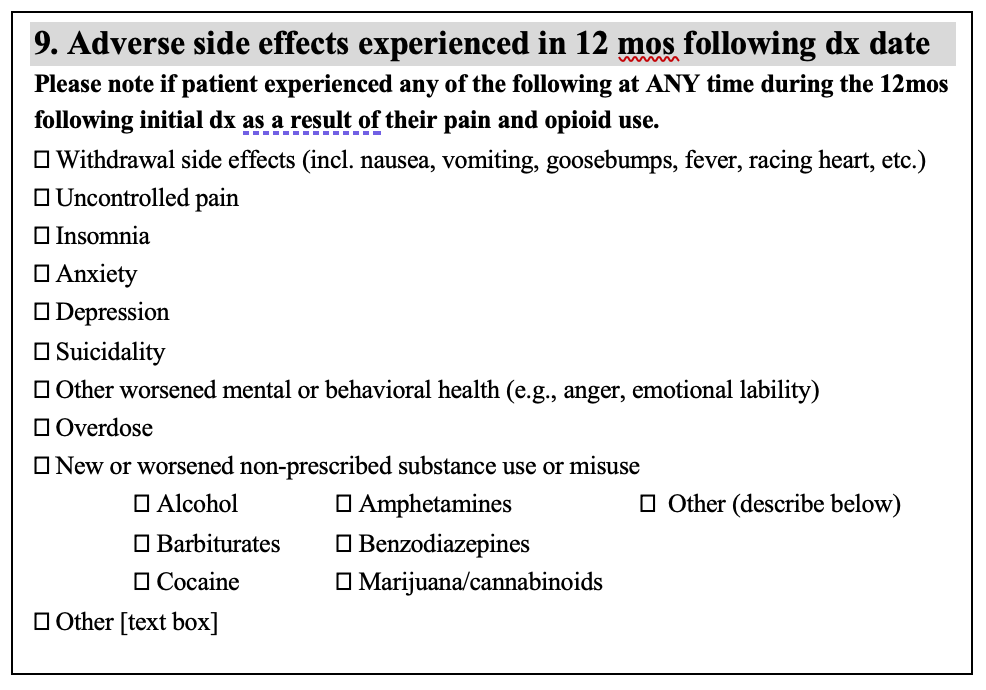 9. Adverse side effects experienced in 12 mos following dx date
Please note if patient experienced any of the following at ANY time during the 12mos
following initial dx as a result of their pain and opioid use.
☐ Withdrawal side effects (incl. nausea, vomiting, goosebumps, fever, racing heart, etc.)
☐ Uncontrolled pain
☐ Insomnia
☐ Anxiety
☐ Depression
☐ Suicidality
☐ Other worsened mental or behavioral health (e.g., anger, emotional lability)
☐ Overdose
☐ New or worsened non-prescribed substance use or misuse
☐ Alcohol ☐ Amphetamines ☐ Other (describe below)
☐ Barbiturates ☐ Benzodiazepines
☐ Cocaine ☐ Marijuana/cannabinoids
☐ Other [text box]